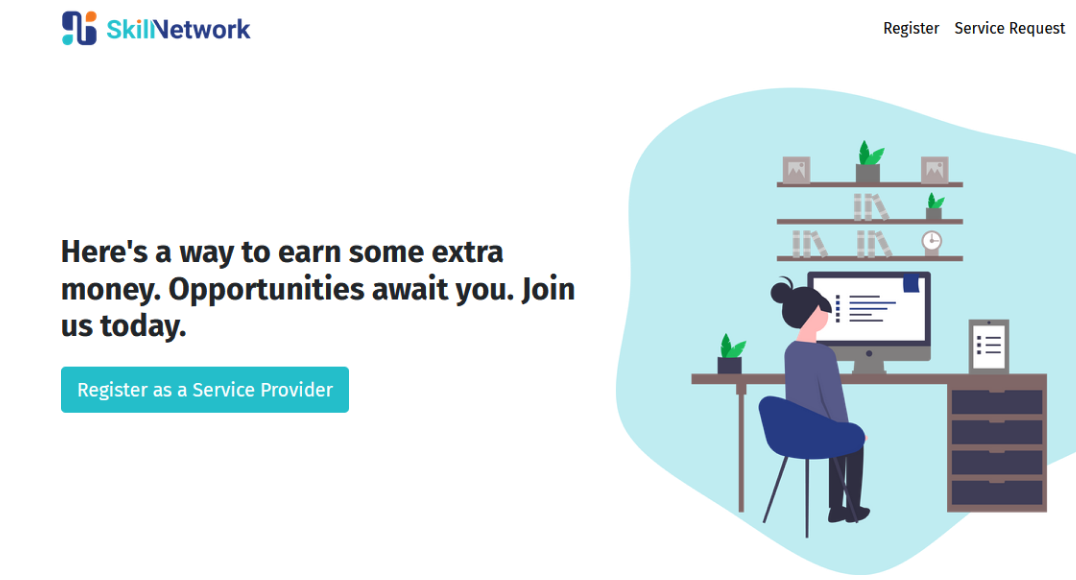 SkillNetwork
Register
Service Request
Here's a way to earn some extra
money. Opportunities await you. Join
us today.
Register as a Service Provider